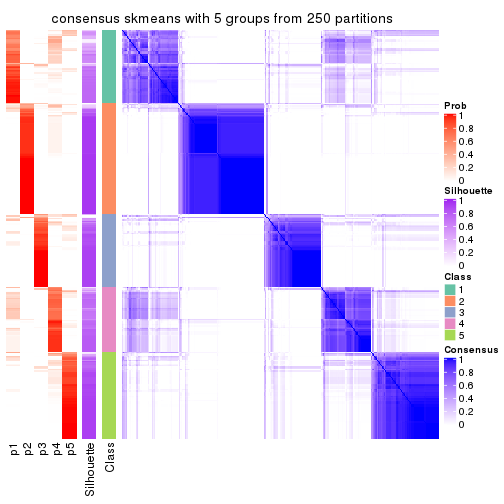 consensus skmeans with 5 groups from 250 partitions
Prob
1
0.8
0.6
0.4
0.2
0
Silhouette
1
0.8
0.6
0.4
0.2
0
Class
1
2
3
4
5
Consensus
1
0.8
0.6
0.4
0.2
0
p1
p2
p3
p4
p5
Silhouette
Class